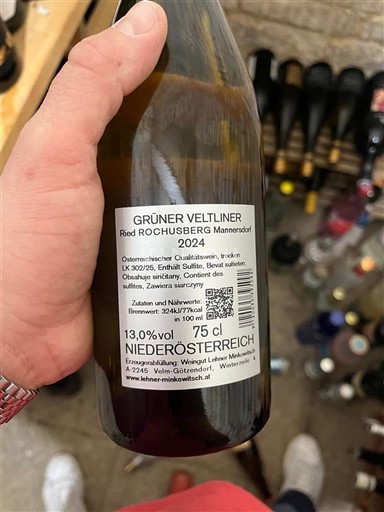 GRÜNER VELTLINER
Ried ROCHUSBERG Mannersdorf
2024
Österreichischer Qualitätswein, trocken
LK 302/25, Enthält Sulfite, Bevat sulfieten,
Obsahuje siričitany, Contient des
sulfites, Zawiera siarczyny
Zutaten und Nährwerte:
Brennwert: 324kJ/77kcal
in 100 ml
13,0%vol 75 cl
NIEDERÖSTERREICH
Erzeugerabfüllung: Weingut Lehner Minkowitsch
A-2245 Velm-Götzendorf, Winterzeile
www.lehner-minkowitsch.at